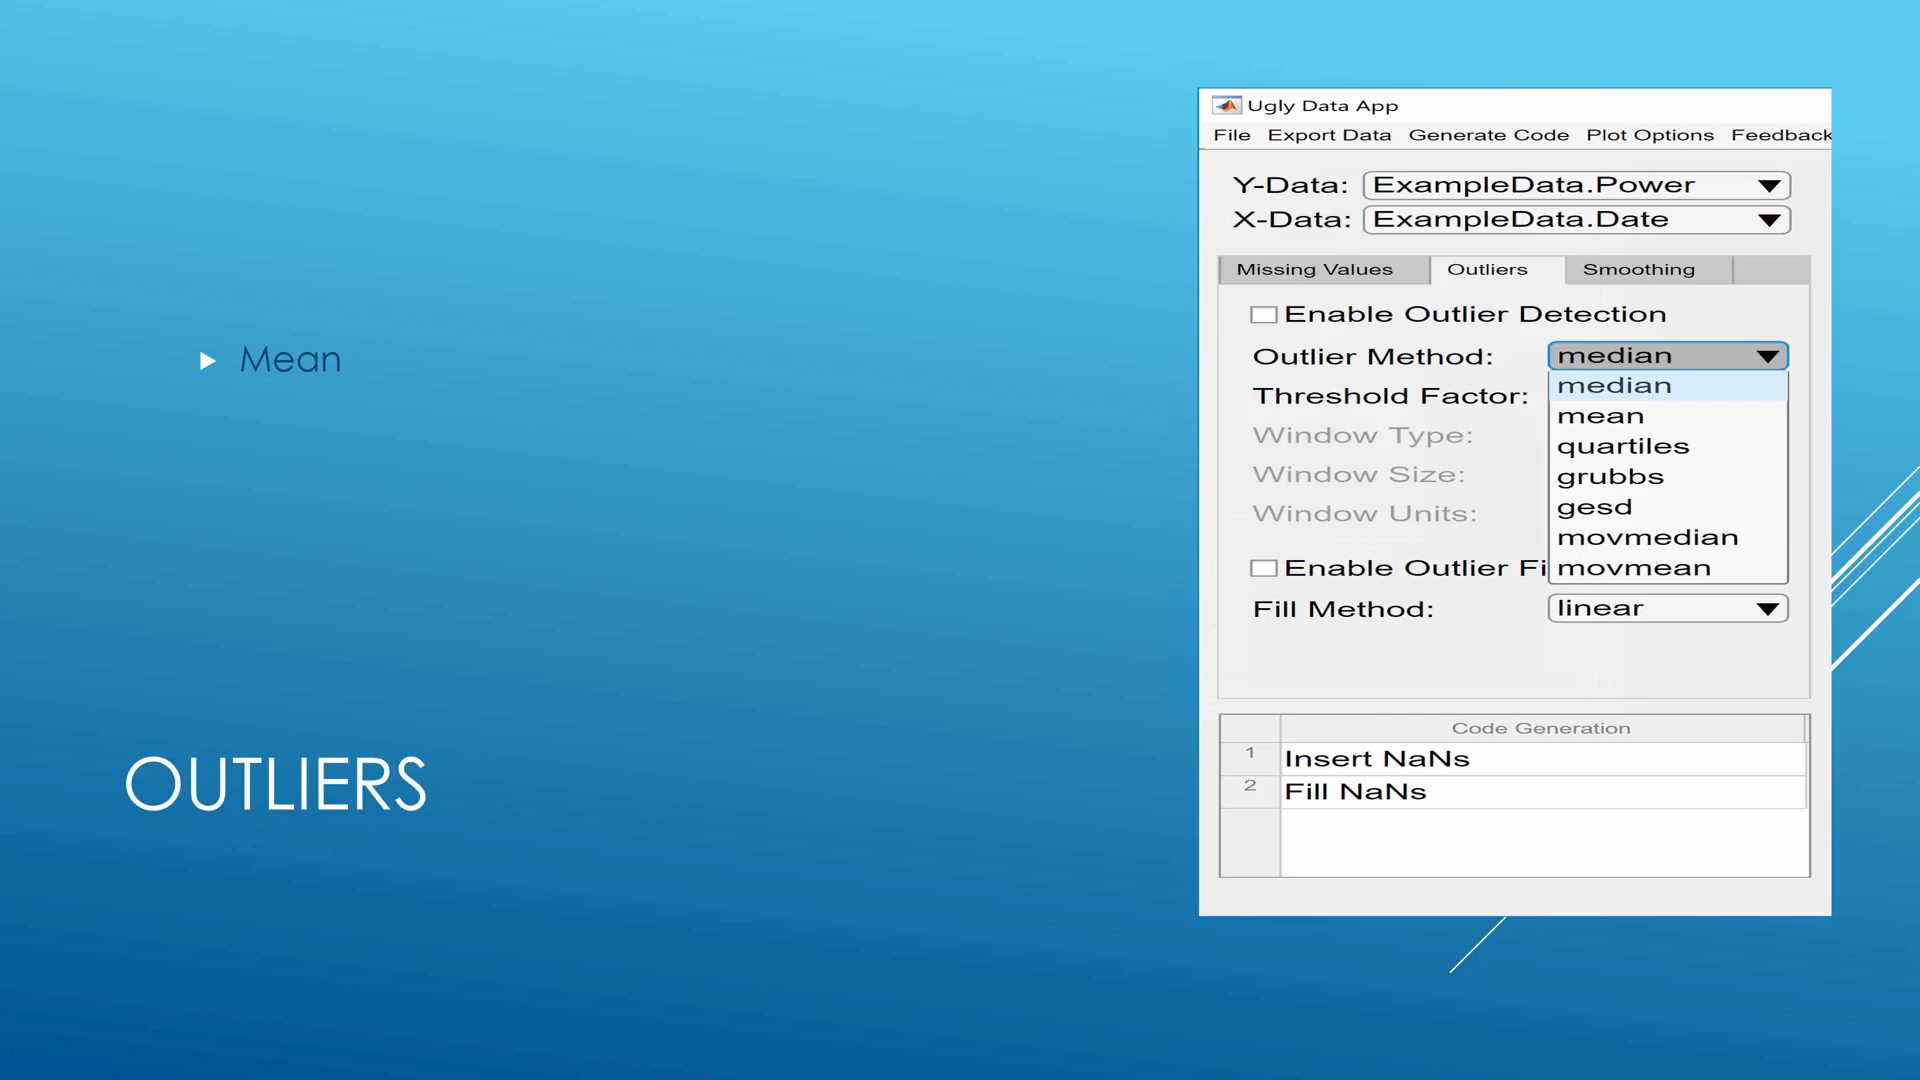 Mean
OUTLIERS
Ugly Data App
File Export Data Generate Code Plot Options Feedback
Y-Data: ExampleData.Power
X-Data: ExampleData.Date
Missing Values Outliers Smoothing
Enable Outlier Detection
Outlier Method: median
median
Threshold Factor:
mean
Window Type:
quartiles
Window Size:
grubbs
gesd
Window Units:
movmedian
Enable Outlier Fi
movmean
Fill Method: linear
Code Generation
1 Insert NaNs
2 Fill NaNs